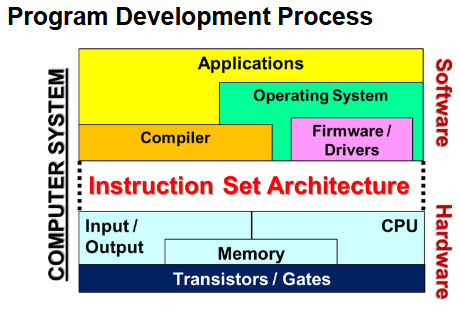 Program Development Process
COMPUTER SYSTEM
Applications
Operating System
Compiler
Firmware /
Drivers
Software
Instruction Set Architecture
Input /
Output
CPU
Memory
Transistors / Gates
Hardware